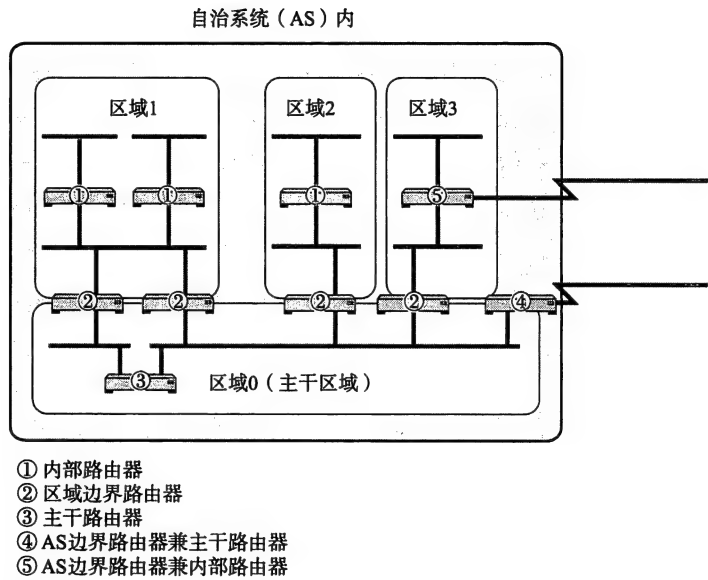 自治系统（AS）内
区域1
区域2
区域3
① ① ① ⑤
② ② ② ② ④
③ 区域0（主干区域）
① 内部路由器
② 区域边界路由器
③ 主干路由器
④ AS边界路由器兼主干路由器
⑤ AS边界路由器兼内部路由器